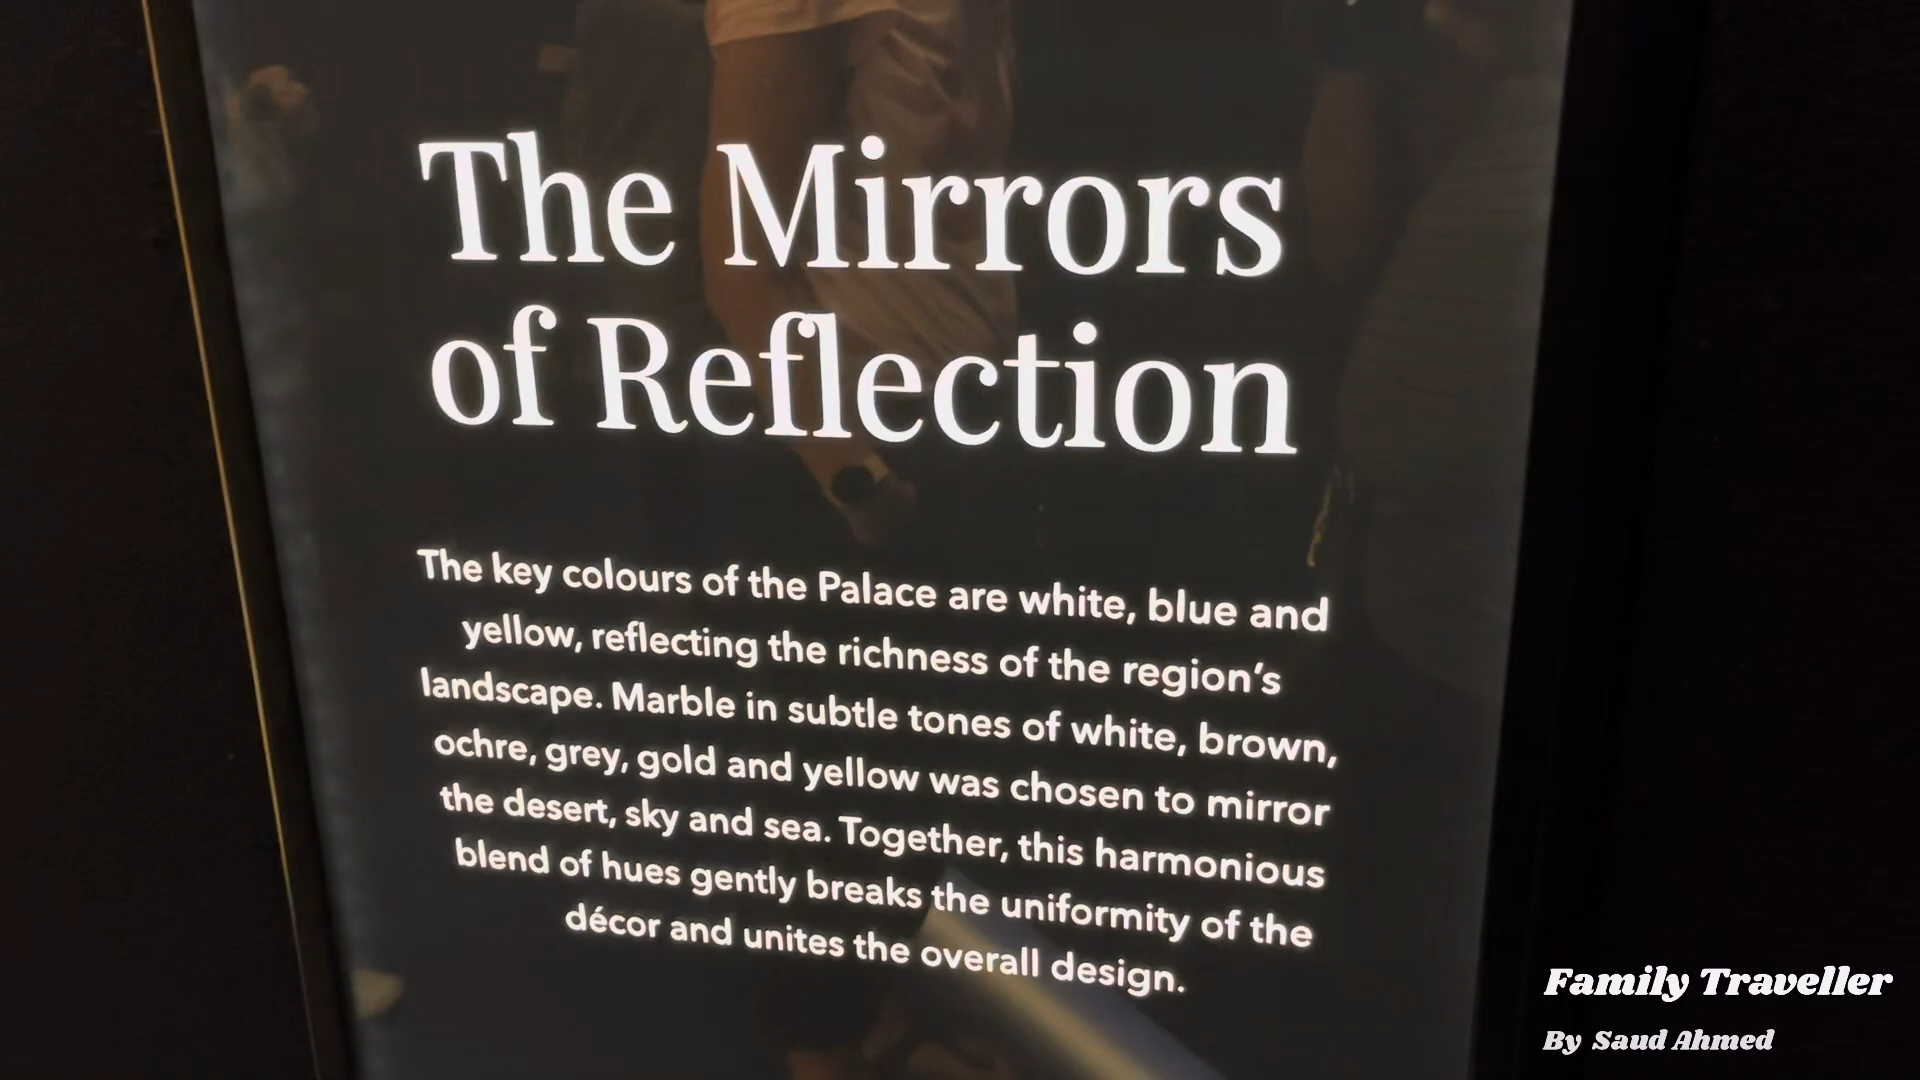 The Mirrors
of Reflection
The key colours of the Palace are white, blue and
yellow, reflecting the richness of the region's
landscape. Marble in subtle tones of white, brown,
ochre, grey, gold and yellow was chosen to mirror
the desert, sky and sea. Together, this harmonious
blend of hues gently breaks the uniformity of the
décor and unites the overall design.
Family Traveller
By Saud Ahmed